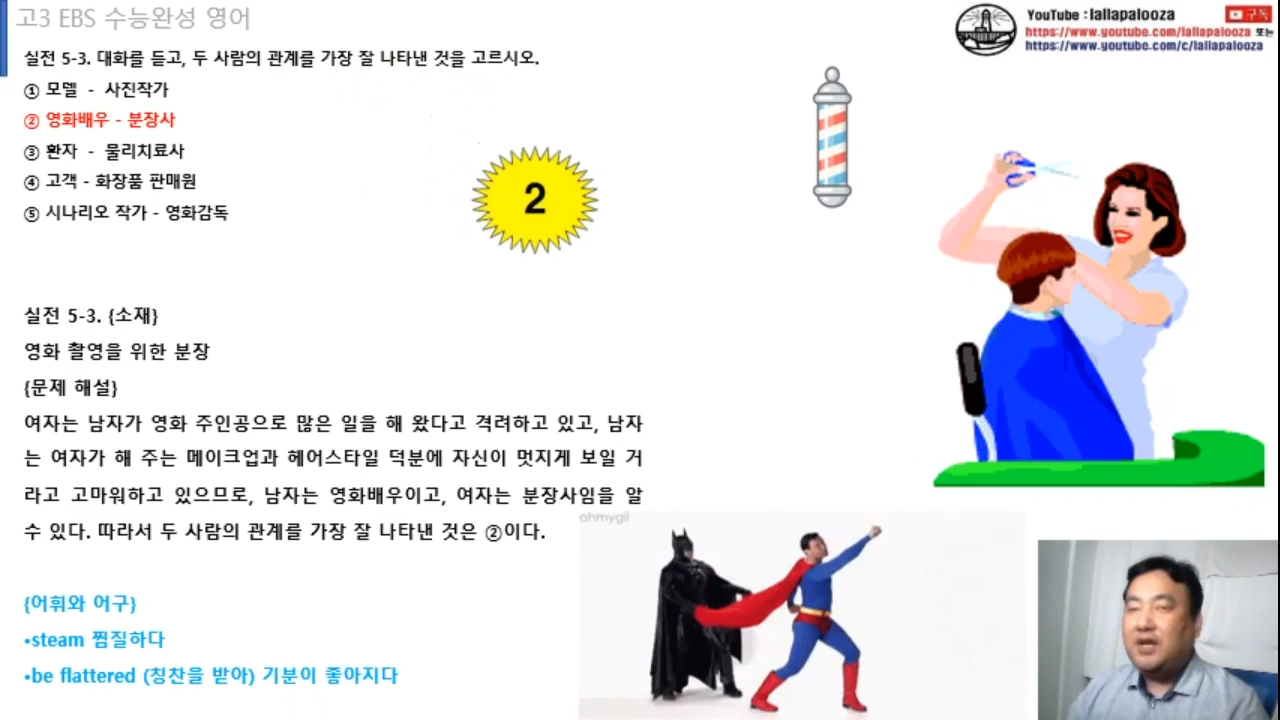 고3 EBS 수능완성 영어
YouTube : lallapalooza
구독
https://www.youtube.com/lallapalooza 또는
https://www.youtube.com/c/lallapalooza
실전 5-3. 대화를 듣고, 두 사람의 관계를 가장 잘 나타낸 것을 고르시오.
① 모델 - 사진작가
② 영화배우 - 분장사
③ 환자 - 물리치료사
④ 고객 - 화장품 판매원
⑤ 시나리오 작가 - 영화감독
2
실전 5-3. {소재}
영화 촬영을 위한 분장
{문제 해설}
여자는 남자가 영화 주인공으로 많은 일을 해 왔다고 격려하고 있고, 남자
는 여자가 해 주는 메이크업과 헤어스타일 덕분에 자신이 멋지게 보일 거
라고 고마워하고 있으므로, 남자는 영화배우이고, 여자는 분장사임을 알
수 있다. 따라서 두 사람의 관계를 가장 잘 나타낸 것은 ②이다.
ohmygil
{어휘와 어구}
•steam 찜질하다
•be flattered (칭찬을 받아) 기분이 좋아지다